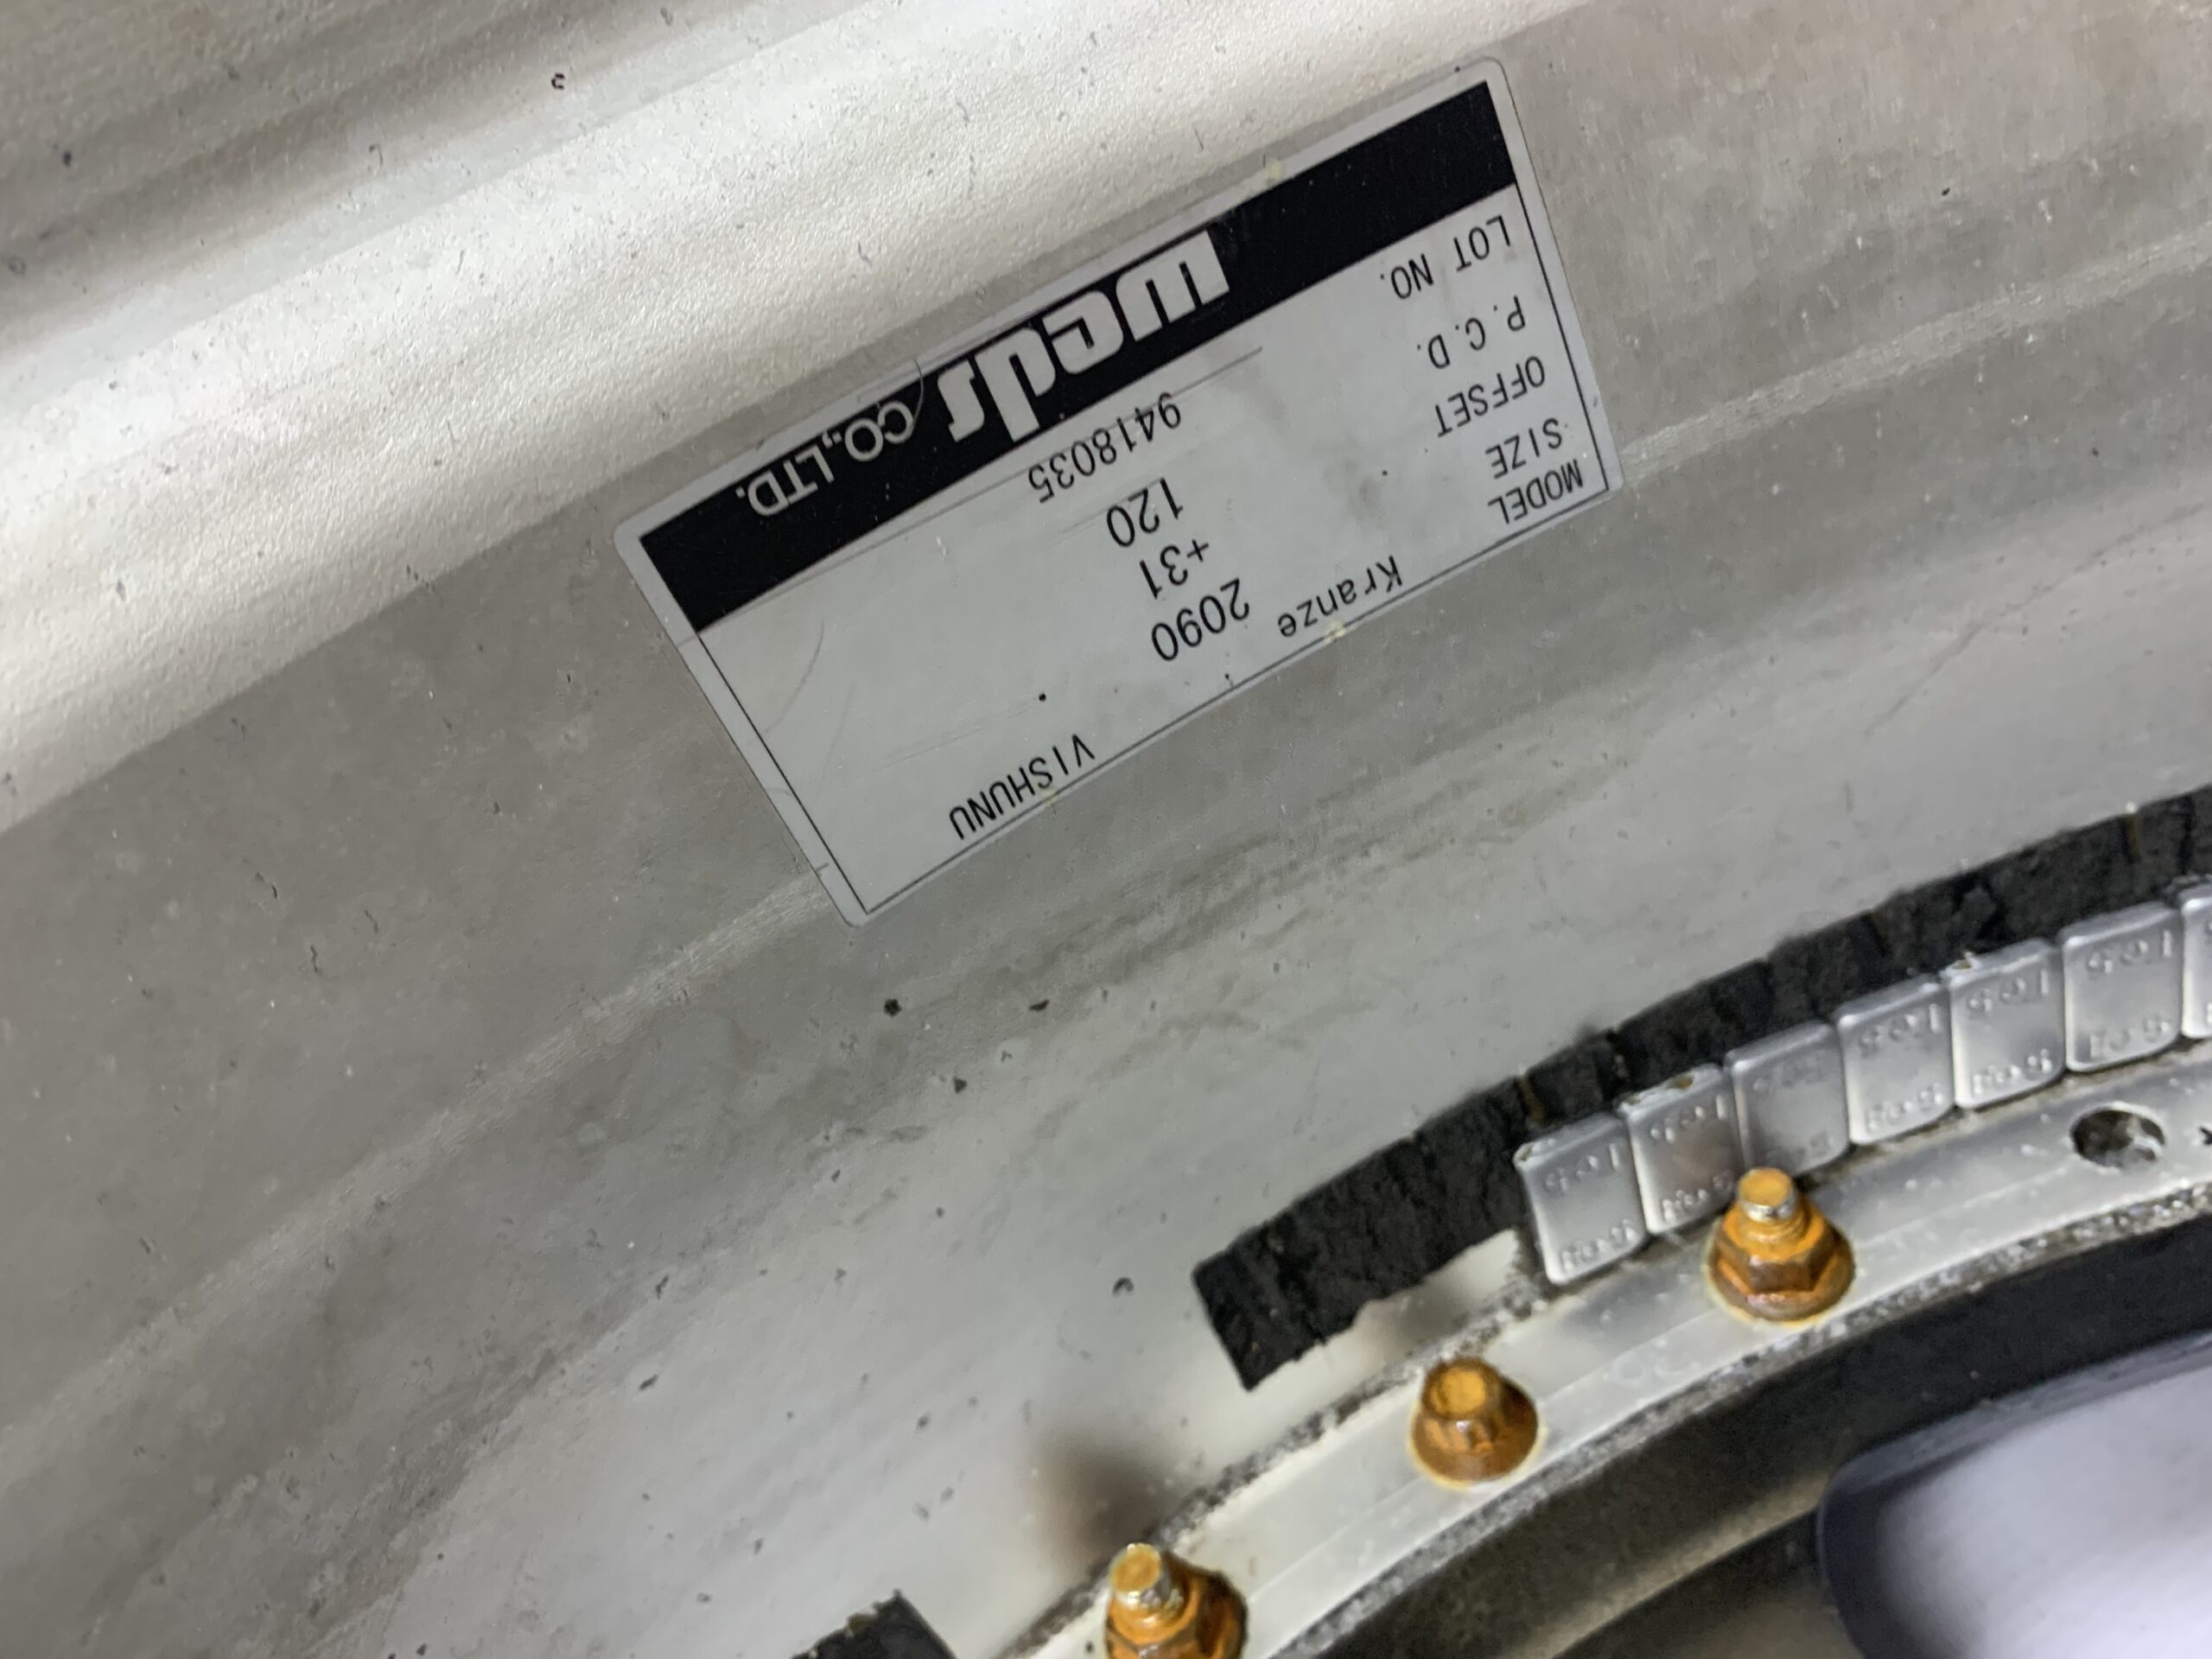 MODEL Kranze VISHUNU
SIZE 2090
OFFSET +31
P.C.D. 120
LOT NO. 9418035
weds CO.,LTD.